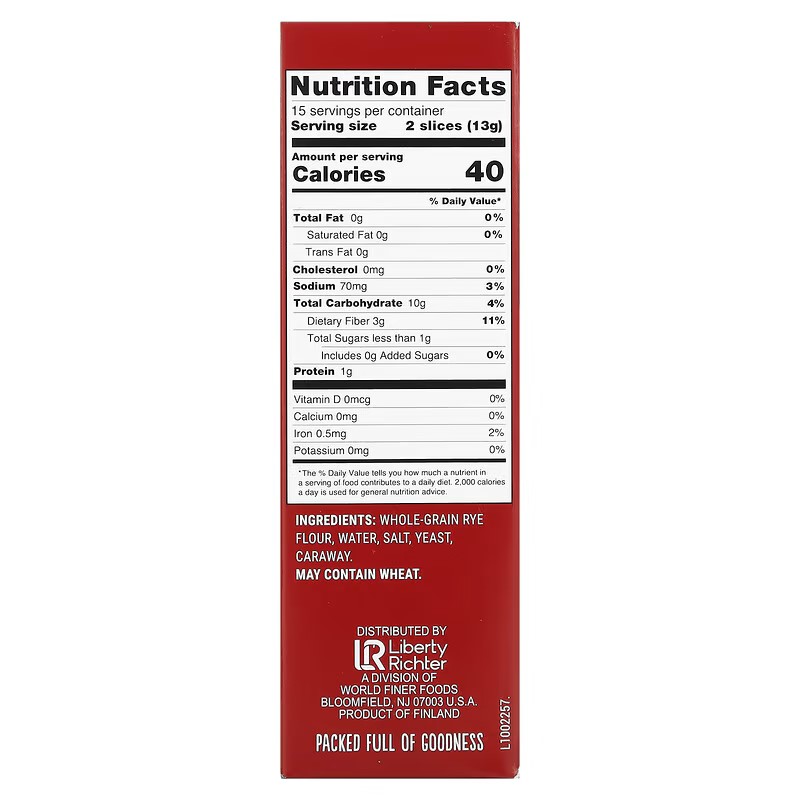 Nutrition Facts
15 servings per container
Serving size 2 slices (13g)
Amount per serving
Calories 40
% Daily Value*
Total Fat 0g 0%
Saturated Fat 0g 0%
Trans Fat 0g
Cholesterol 0mg 0%
Sodium 70mg 3%
Total Carbohydrate 10g 4%
Dietary Fiber 3g 11%
Total Sugars less than 1g
Includes 0g Added Sugars 0%
Protein 1g
Vitamin D 0mcg 0%
Calcium 0mg 0%
Iron 0.5mg 2%
Potassium 0mg 0%
*The % Daily Value tells you how much a nutrient in
a serving of food contributes to a daily diet. 2,000 calories
a day is used for general nutrition advice.
INGREDIENTS: WHOLE-GRAIN RYE
FLOUR, WATER, SALT, YEAST,
CARAWAY.
MAY CONTAIN WHEAT.
DISTRIBUTED BY
LR Liberty
Richter
A DIVISION OF
WORLD FINER FOODS
BLOOMFIELD, NJ 07003 U.S.A.
PRODUCT OF FINLAND
PACKED FULL OF GOODNESS
L1002257.